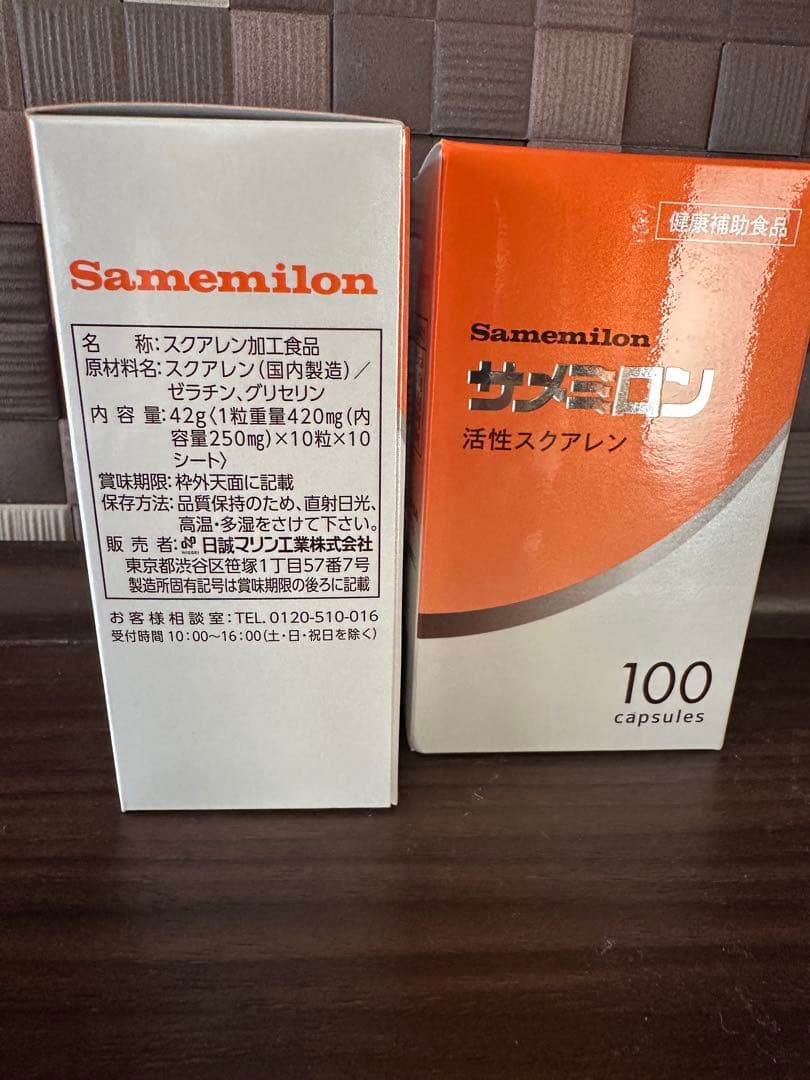 Samemilon
名　称:スクアレン加工食品
原材料名:スクアレン(国内製造)／
ゼラチン、グリセリン
内 容 量:42g〈1粒重量420mg(内
容量250mg)×10粒×10
シート〉
賞味期限:枠外天面に記載
保存方法:品質保持のため、直射日光、
高温・多湿をさけて下さい。
販 売 者:NISSEI 日誠マリン工業株式会社
東京都渋谷区笹塚1丁目57番7号
製造所固有記号は賞味期限の後ろに記載
お客様相談室:TEL. 0120-510-016
受付時間 10:00～16:00(土・日・祝日を除く)
健康補助食品
Samemilon
サメミロン
活性スクアレン
100
capsules